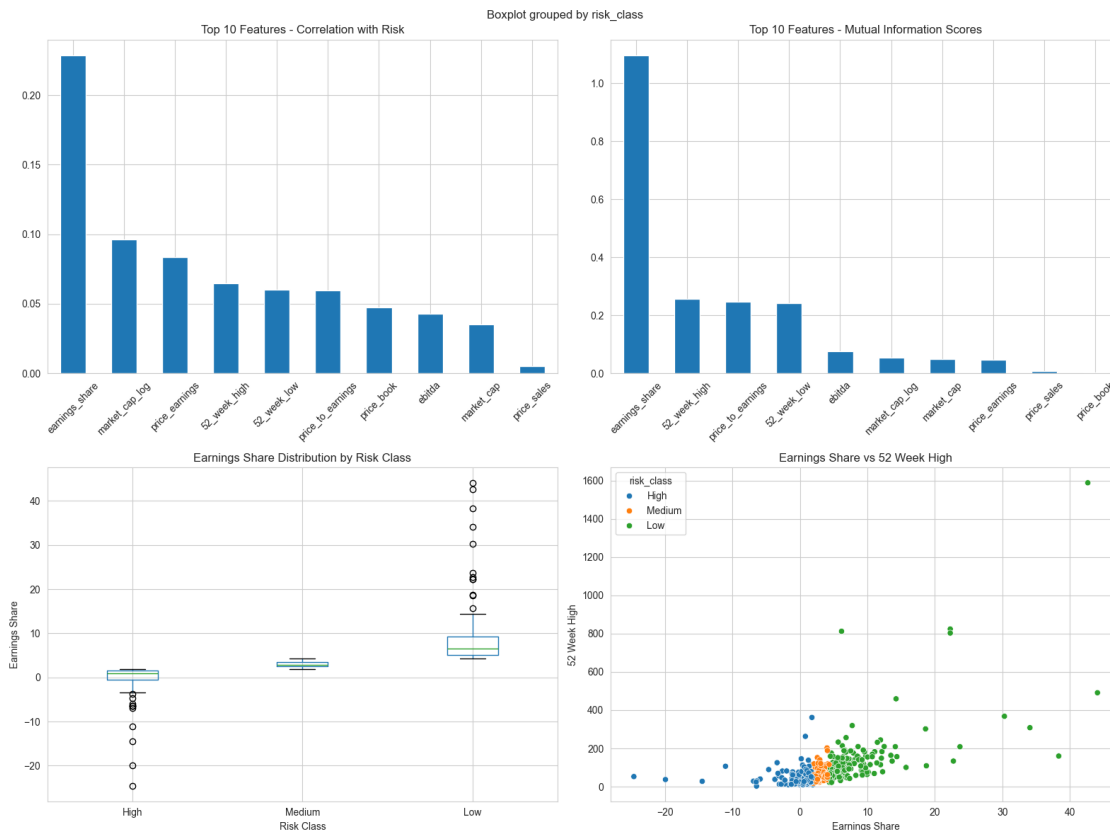 Boxplot grouped by risk_class
Top 10 Features - Correlation with Risk
0.20
0.15
0.10
0.05
0.00
earnings_share
market_cap_log
price_earnings
52_week_high
52_week_low
price_to_earnings
price_book
ebitda
market_cap
price_sales
Top 10 Features - Mutual Information Scores
1.0
0.8
0.6
0.4
0.2
0.0
earnings_share
52_week_high
price_to_earnings
52_week_low
ebitda
market_cap_log
market_cap
price_earnings
price_sales
price_book
Earnings Share Distribution by Risk Class
Earnings Share
40
30
20
10
0
−10
−20
High
Medium
Low
Risk Class
Earnings Share vs 52 Week High
risk_class
High
Medium
Low
52 Week High
1600
1400
1200
1000
800
600
400
200
0
−20
−10
0
10
20
30
40
Earnings Share